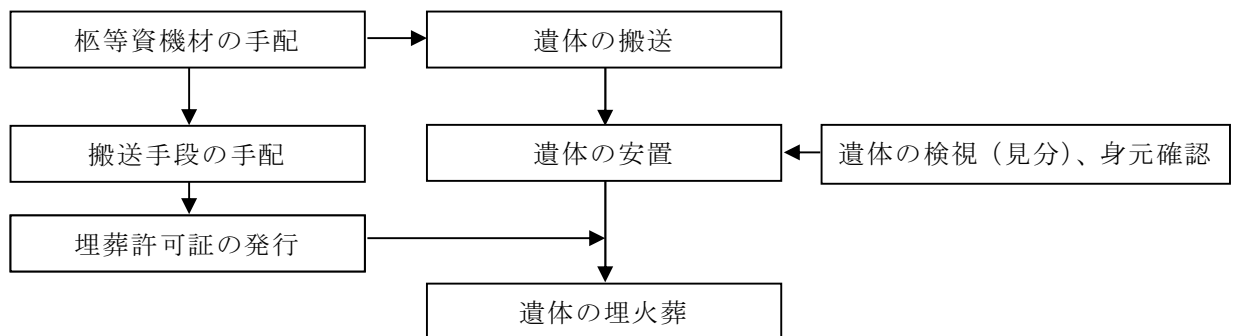 柩等資機材の手配
遺体の搬送
搬送手段の手配
遺体の安置
遺体の検視（見分）、身元確認
埋葬許可証の発行
遺体の埋火葬